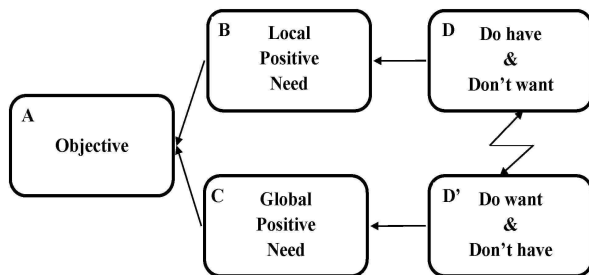 A
Objective
B
Local
Positive
Need
D
Do have
&
Don't want
C
Global
Positive
Need
D'
Do want
&
Don't have